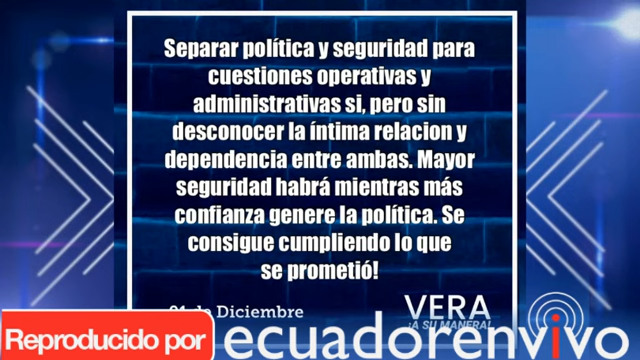 Separar política y seguridad para
cuestiones operativas y
administrativas si, pero sin
desconocer la íntima relacion y
dependencia entre ambas. Mayor
seguridad habrá mientras más
confianza genere la política. Se
consigue cumpliendo lo que
se prometió!
01 de Diciembre
VERA
¡A SU MANERA!
Reproducido por
ecuadorenvivo